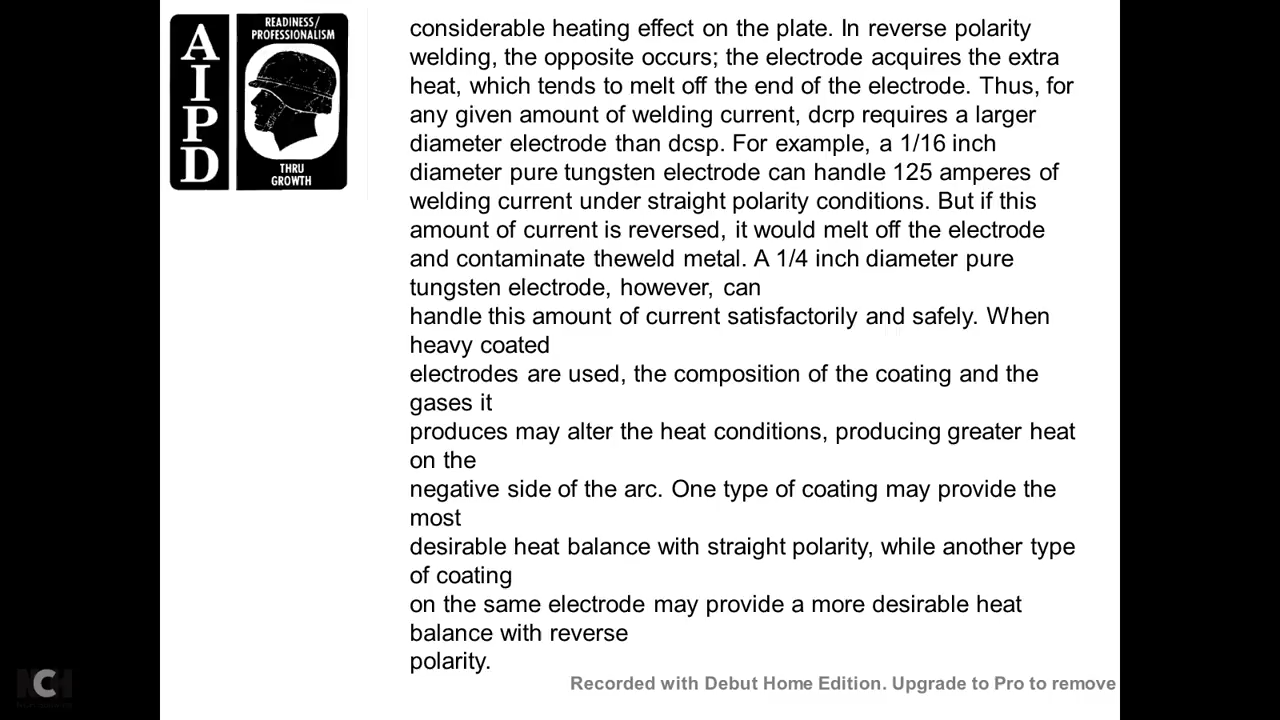 READINESS/
PROFESSIONALISM
A
I
P
D
THRU
GROWTH
considerable heating effect on the plate. In reverse polarity
welding, the opposite occurs; the electrode acquires the extra
heat, which tends to melt off the end of the electrode. Thus, for
any given amount of welding current, dcrp requires a larger
diameter electrode than dcsp. For example, a 1/16 inch
diameter pure tungsten electrode can handle 125 amperes of
welding current under straight polarity conditions. But if this
amount of current is reversed, it would melt off the electrode
and contaminate theweld metal. A 1/4 inch diameter pure
tungsten electrode, however, can
handle this amount of current satisfactorily and safely. When
heavy coated
electrodes are used, the composition of the coating and the
gases it
produces may alter the heat conditions, producing greater heat
on the
negative side of the arc. One type of coating may provide the
most
desirable heat balance with straight polarity, while another type
of coating
on the same electrode may provide a more desirable heat
balance with reverse
polarity.
NCH
Recorded with Debut Home Edition. Upgrade to Pro to remove